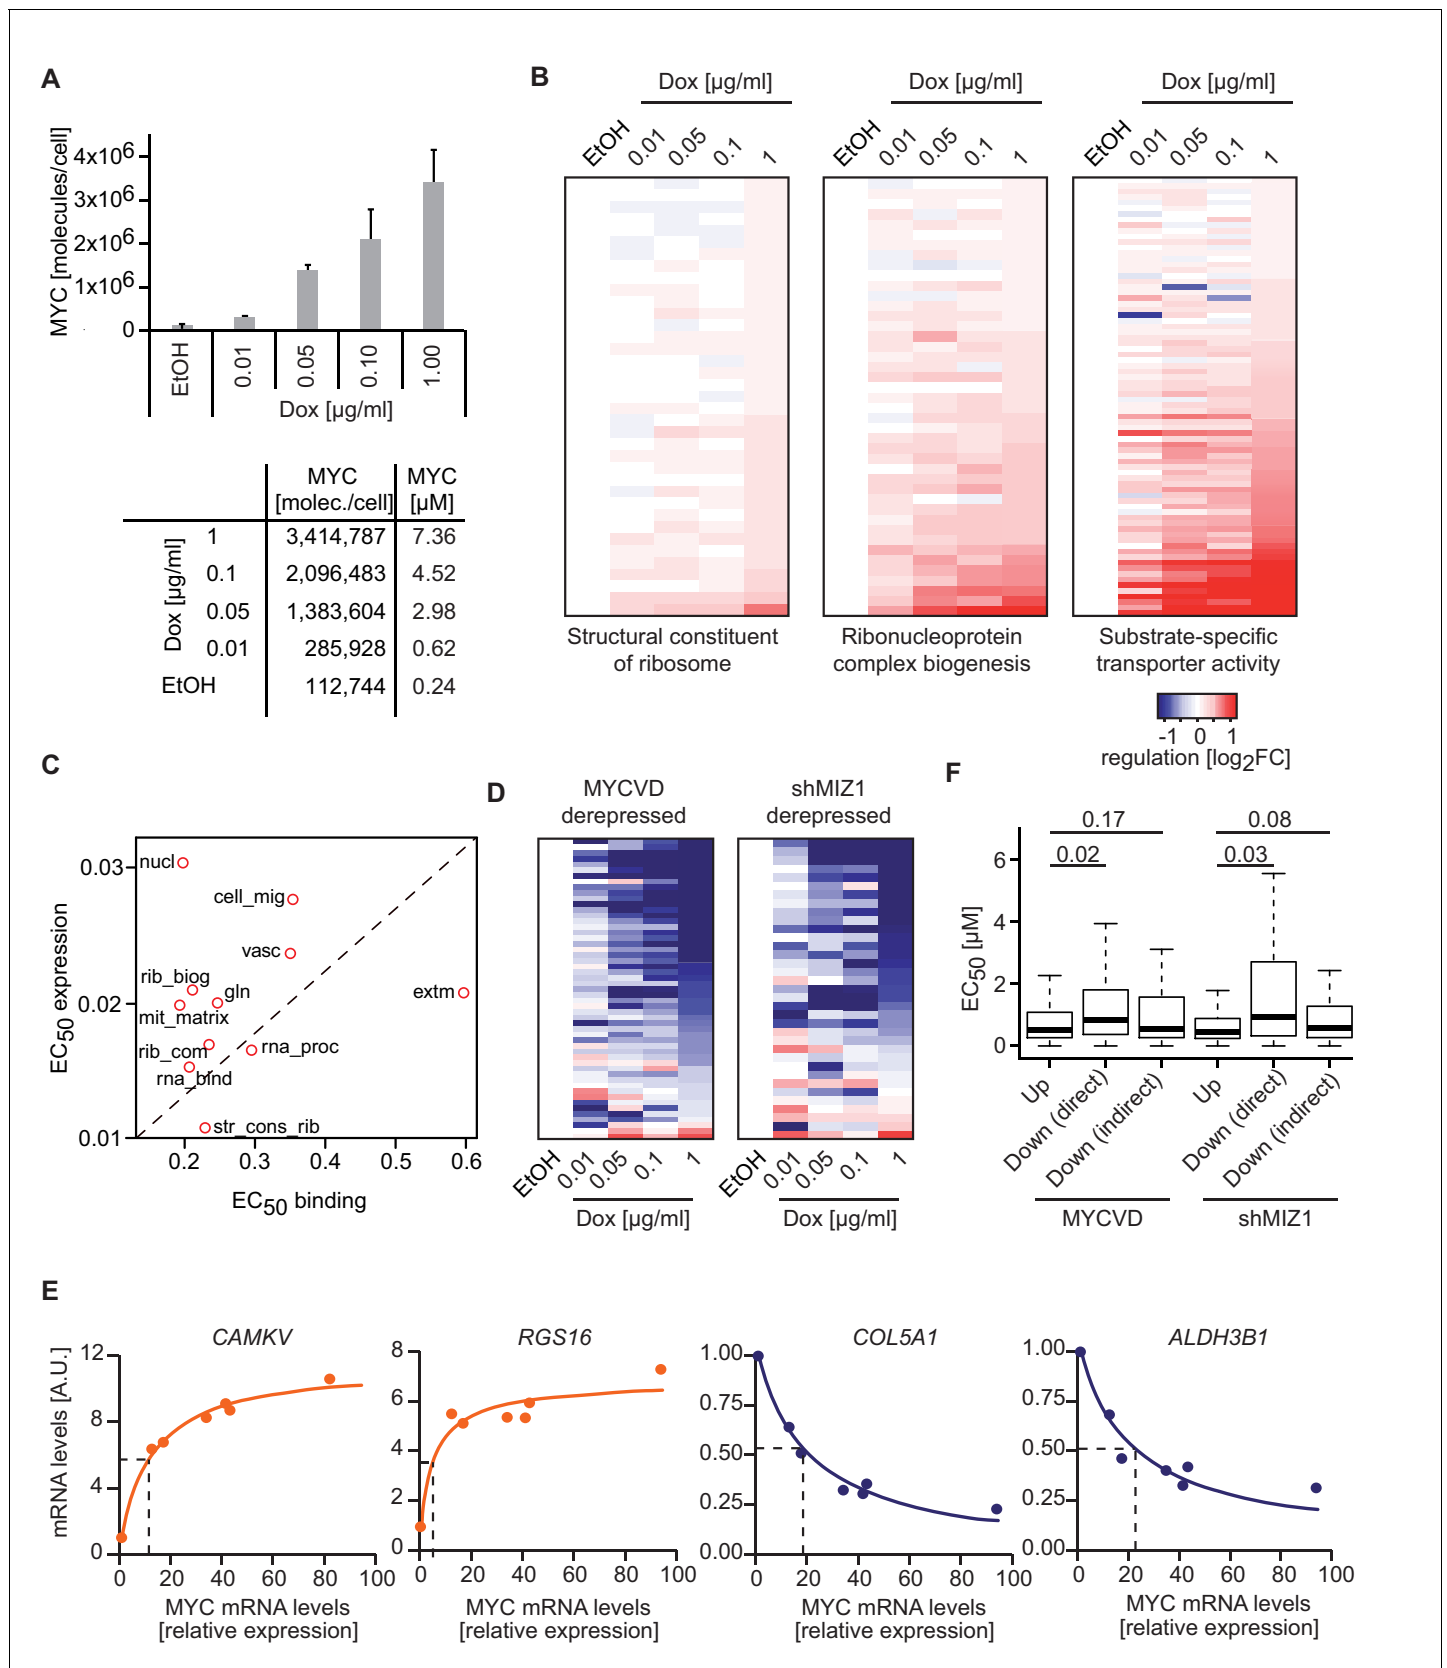 A
MYC [molecules/cell]
4x10⁶
3x10⁶
2x10⁶
1x10⁶
0
EtOH
0.01
0.05
0.10
1.00
Dox [µg/ml]
MYC [molec./cell]
MYC [µM]
Dox [µg/ml]
1 3,414,787 7.36
0.1 2,096,483 4.52
0.05 1,383,604 2.98
0.01 285,928 0.62
EtOH 112,744 0.24
B
Dox [µg/ml]
EtOH 0.01 0.05 0.1 1
Structural constituent
of ribosome
Dox [µg/ml]
EtOH 0.01 0.05 0.1 1
Ribonucleoprotein
complex biogenesis
Dox [µg/ml]
EtOH 0.01 0.05 0.1 1
Substrate-specific
transporter activity
-1 0 1
regulation [log₂FC]
C
EC₅₀ expression
0.03
0.02
0.01
nucl
cell_mig
vasc
rib_biog
gln
extm
mit_matrix
rib_com
rna_proc
rna_bind
str_cons_rib
0.2 0.3 0.4 0.5 0.6
EC₅₀ binding
D
MYCVD
derepressed
EtOH 0.01 0.05 0.1 1
Dox [µg/ml]
shMIZ1
derepressed
EtOH 0.01 0.05 0.1 1
Dox [µg/ml]
F
EC₅₀ [µM]
6
4
2
0
0.17
0.02
0.08
0.03
Up
Down (direct)
Down (indirect)
Up
Down (direct)
Down (indirect)
MYCVD
shMIZ1
E
CAMKV
mRNA levels [A.U.]
12
8
4
0
0 20 40 60 80 100
MYC mRNA levels
[relative expression]
RGS16
8
6
4
2
0
0 20 40 60 80 100
MYC mRNA levels
[relative expression]
COL5A1
1.00
0.75
0.50
0.25
0.00
0 20 40 60 80 100
MYC mRNA levels
[relative expression]
ALDH3B1
1.00
0.75
0.50
0.25
0.00
0 20 40 60 80 100
MYC mRNA levels
[relative expression]